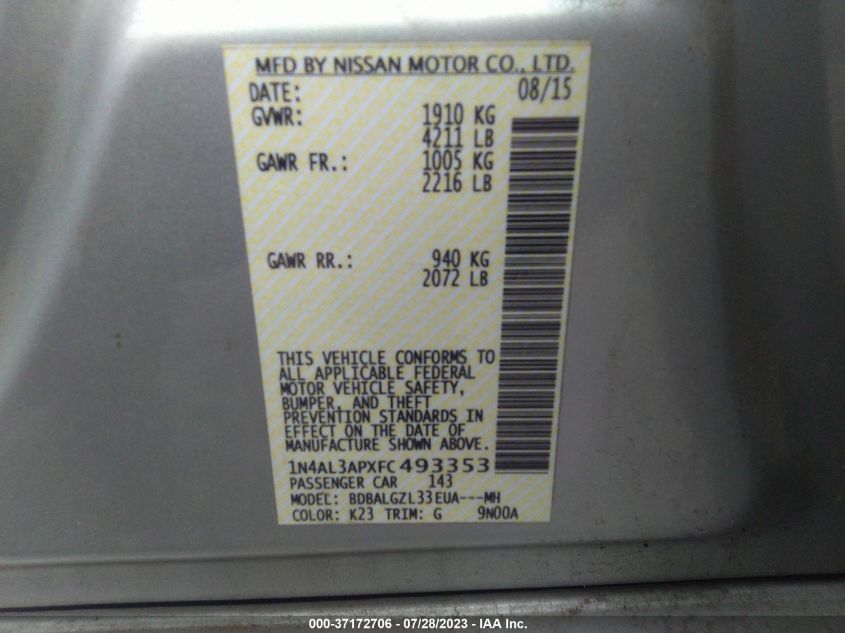 MFD BY NISSAN MOTOR CO., LTD.
DATE: 08/15
GVWR: 1910 KG
4211 LB
GAWR FR.: 1005 KG
2216 LB
GAWR RR.: 940 KG
2072 LB
THIS VEHICLE CONFORMS TO
ALL APPLICABLE FEDERAL
MOTOR VEHICLE SAFETY,
BUMPER, AND THEFT
PREVENTION STANDARDS IN
EFFECT ON THE DATE OF
MANUFACTURE SHOWN ABOVE.
1N4AL3APXFC493353
PASSENGER CAR 143
MODEL: BDBALGZL33EUA---MH
COLOR: K23 TRIM: G 9N00A
000-37172706 - 07/28/2023 - IAA Inc.